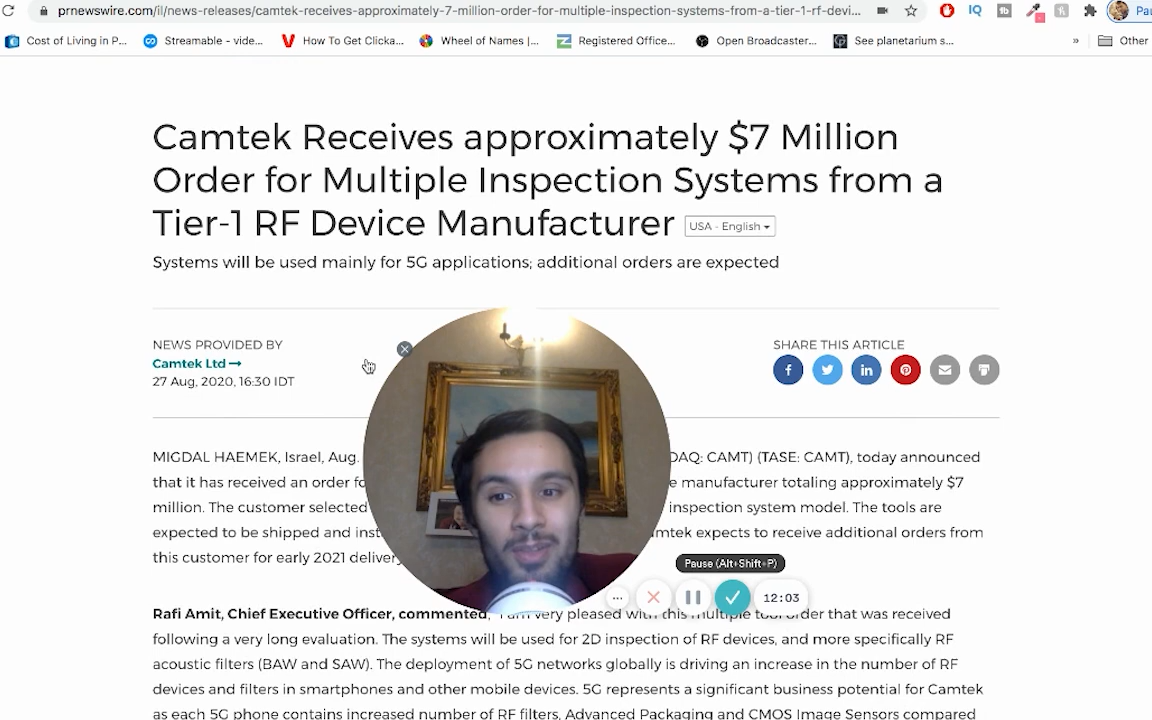 prnewswire.com/il/news-releases/camtek-receives-approximately-7-million-order-for-multiple-inspection-systems-from-a-tier-1-rf-devi... IQ Pau
Cost of Living in P... Streamable - vide... How To Get Clicka... Wheel of Names |... Registered Office... Open Broadcaster... See planetarium s... » Other
Camtek Receives approximately $7 Million
Order for Multiple Inspection Systems from a
Tier-1 RF Device Manufacturer USA - English
Systems will be used mainly for 5G applications; additional orders are expected
NEWS PROVIDED BY
Camtek Ltd
27 Aug, 2020, 16:30 IDT
SHARE THIS ARTICLE
MIGDAL HAEMEK, Israel, Aug. DAQ: CAMT) (TASE: CAMT), today announced
that it has received an order fo e manufacturer totaling approximately $7
million. The customer selected inspection system model. The tools are
expected to be shipped and inst mtek expects to receive additional orders from
this customer for early 2021 delivery
Pause (Alt+Shift+P)
12:03
Rafi Amit, Chief Executive Officer, commented, very pleased with this multiple tool order that was received
following a very long evaluation. The systems will be used for 2D inspection of RF devices, and more specifically RF
acoustic filters (BAW and SAW). The deployment of 5G networks globally is driving an increase in the number of RF
devices and filters in smartphones and other mobile devices. 5G represents a significant business potential for Camtek
as each 5G phone contains increased number of RF filters, Advanced Packaging and CMOS Image Sensors compared